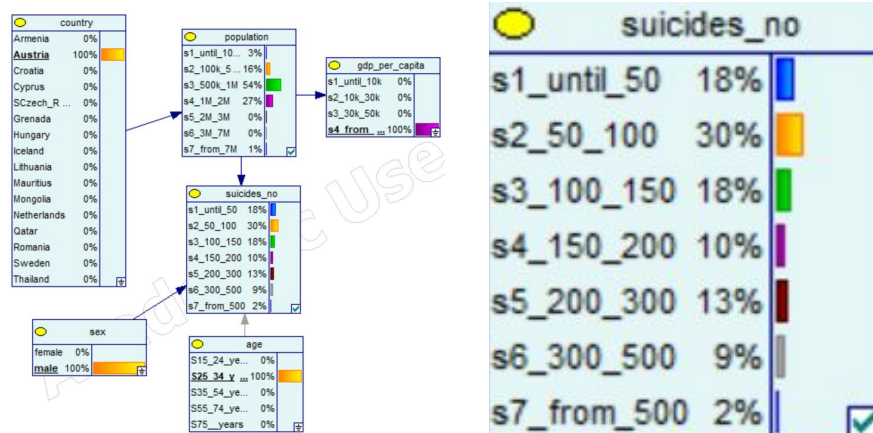 country
Armenia 0%
Austria 100%
Croatia 0%
Cyprus 0%
SCzech_R ... 0%
Grenada 0%
Hungary 0%
Iceland 0%
Lithuania 0%
Mauritius 0%
Mongolia 0%
Netherlands 0%
Qatar 0%
Romania 0%
Sweden 0%
Thailand 0%
population
s1_until_10... 3%
s2_100k_5... 16%
s3_500k_1M 54%
s4_1M_2M 27%
s5_2M_3M 0%
s6_3M_7M 0%
s7_from_7M 1%
gdp_per_capita
s1_until_10k 0%
s2_10k_30k 0%
s3_30k_50k 0%
s4_from_ ... 100%
suicides_no
s1_until_50 18%
s2_50_100 30%
s3_100_150 18%
s4_150_200 10%
s5_200_300 13%
s6_300_500 9%
s7_from_500 2%
sex
female 0%
male 100%
age
S15_24_ye... 0%
S25_34_y ... 100%
S35_54_ye... 0%
S55_74_ye... 0%
S75__years 0%
Use
suicides_no
s1_until_50 18%
s2_50_100 30%
s3_100_150 18%
s4_150_200 10%
s5_200_300 13%
s6_300_500 9%
s7_from_500 2%